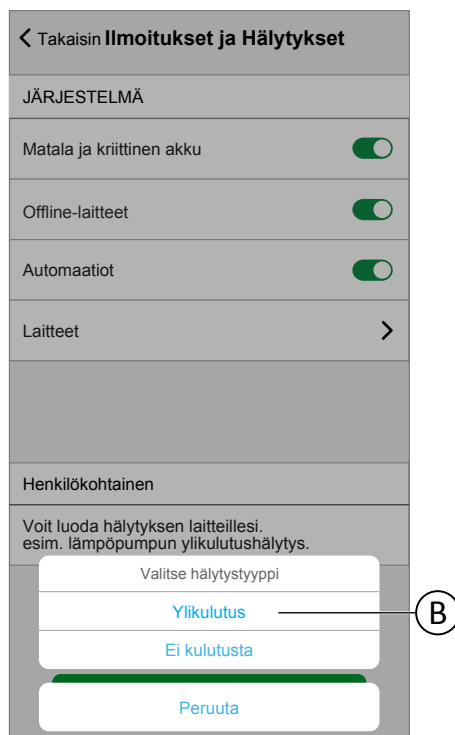 Takaisin Ilmoitukset ja Hälytykset
JÄRJESTELMÄ
Matala ja kriittinen akku
Offline-laitteet
Automaatiot
Laitteet
Henkilökohtainen
Voit luoda hälytyksen laitteillesi.
esim. lämpöpumpun ylikulutushälytys.
Valitse hälytystyyppi
Ylikulutus
B
Ei kulutusta
Peruuta